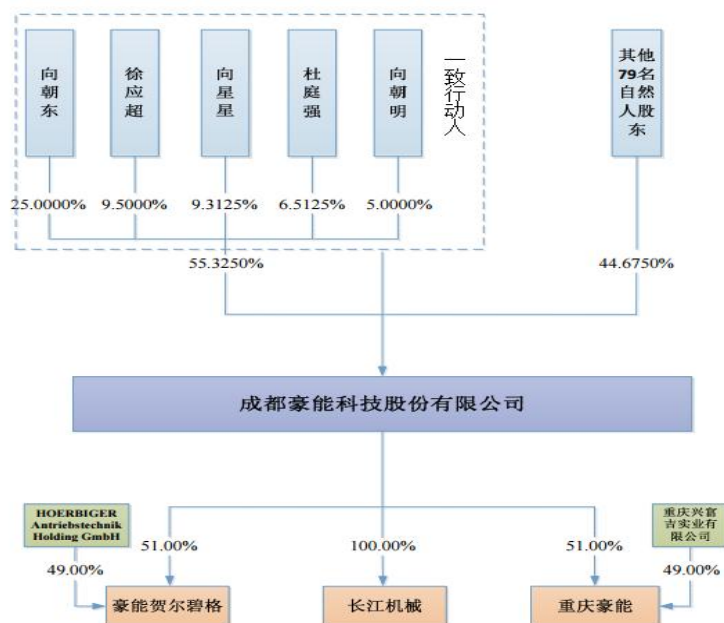 向朝东
徐应超
向星星
杜庭强
向朝明
一致行动人
其他
79名
自然
人股
东
25.0000%
9.5000%
9.3125%
6.5125%
5.0000%
55.3250%
44.6750%
成都豪能科技股份有限公司
HOERBIGER
Antriebstechnik
Holding GmbH
重庆兴富
吉实业有
限公司
51.00%
100.00%
51.00%
49.00%
49.00%
豪能贺尔碧格
长江机械
重庆豪能